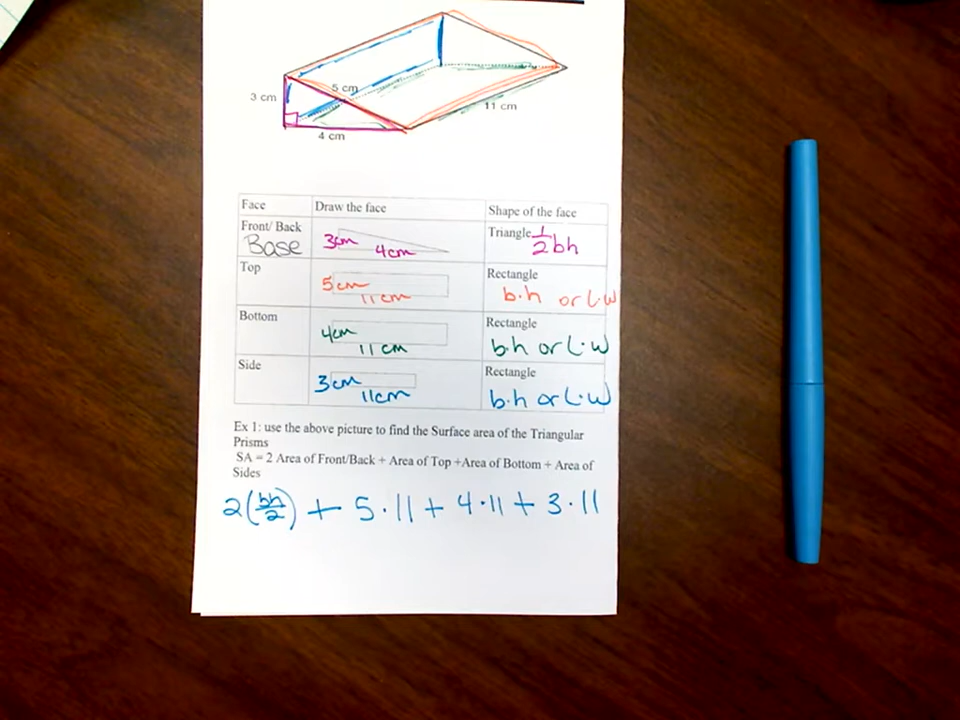 5 cm
3 cm
11 cm
4 cm
Face Draw the face Shape of the face
Front/ Back Triangle 1/2 bh
Base 3cm 4cm
Top Rectangle
5cm 11cm b·h or L·W
Bottom Rectangle
4cm 11cm b·h or L·W
Side Rectangle
3cm 11cm b·h or L·W
Ex 1: use the above picture to find the Surface area of the Triangular
Prisms
SA = 2 Area of Front/Back + Area of Top +Area of Bottom + Area of
Sides
2(bh/2) + 5·11 + 4·11 + 3·11